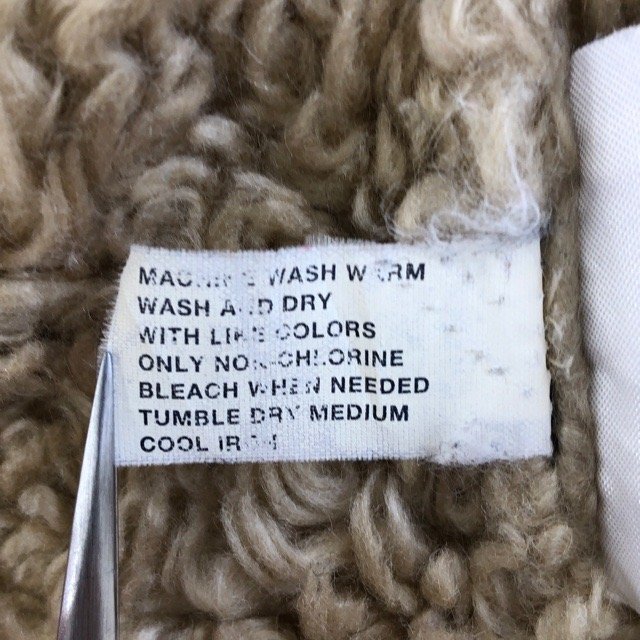 MACHINE WASH WARM
WASH AND DRY
WITH LIKE COLORS
ONLY NON-CHLORINE
BLEACH WHEN NEEDED
TUMBLE DRY MEDIUM
COOL IRON